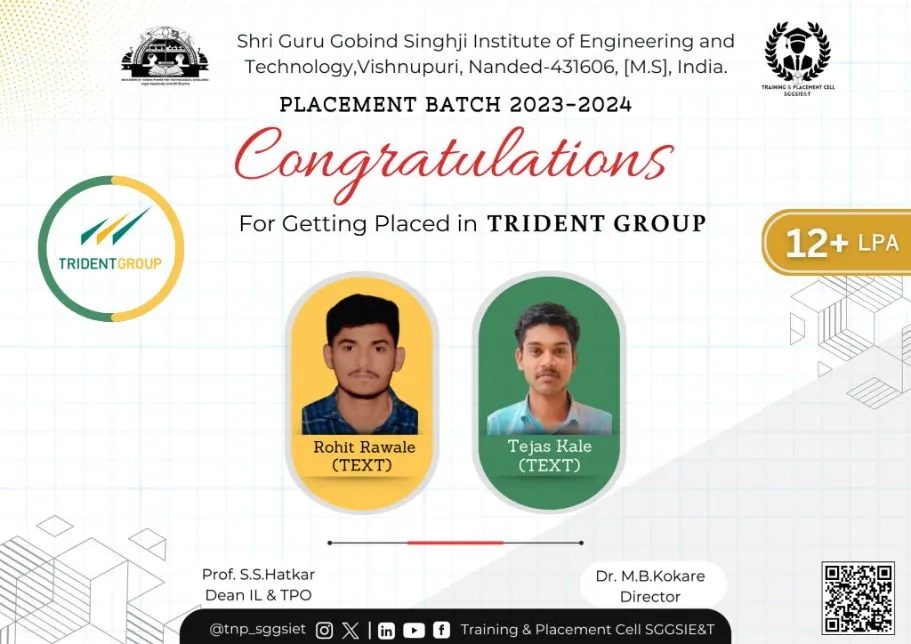 Shri Guru Gobind Singhji Institute of Engineering and
Technology,Vishnupuri, Nanded-431606, [M.S], India.
TRAINING & PLACEMENT CELL
SGGSIE&T
PLACEMENT BATCH 2023-2024
Congratulations
For Getting Placed in TRIDENT GROUP
TRIDENTGROUP
12+ LPA
Rohit Rawale
(TEXT)
Tejas Kale
(TEXT)
Prof. S.S.Hatkar
Dean IL & TPO
Dr. M.B.Kokare
Director
@tnp_sggsiet | Training & Placement Cell SGGSIE&T